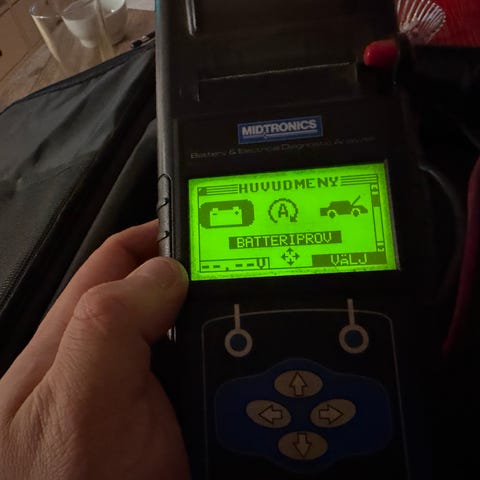 MIDTRONICS
Battery & Electrical Diagnostic Analyzer
HUVUDMENY
A
BATTERIPROV
--.--V VÄLJ